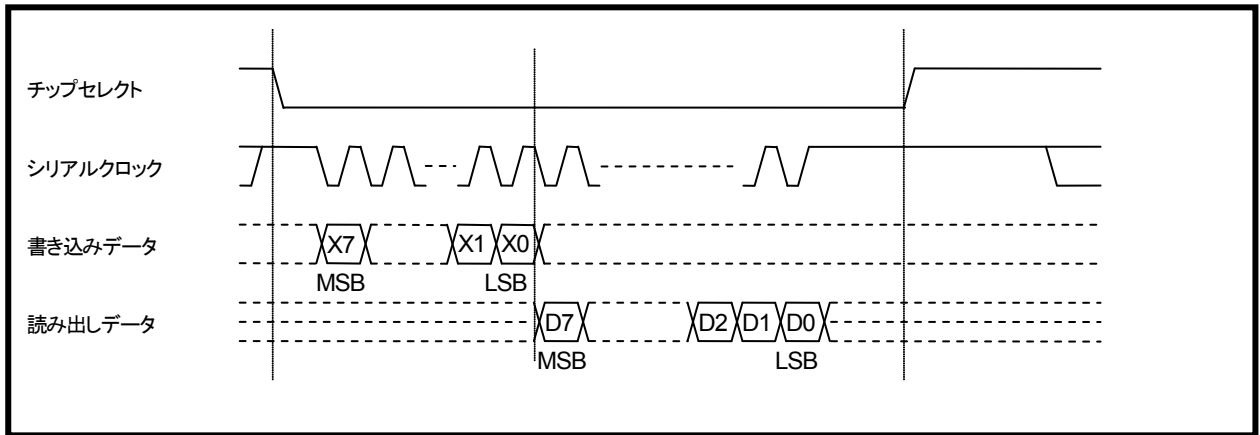 チップセレクト
シリアルクロック
書き込みデータ
X7 X1 X0
MSB LSB
読み出しデータ
D7 D2 D1 D0
MSB LSB